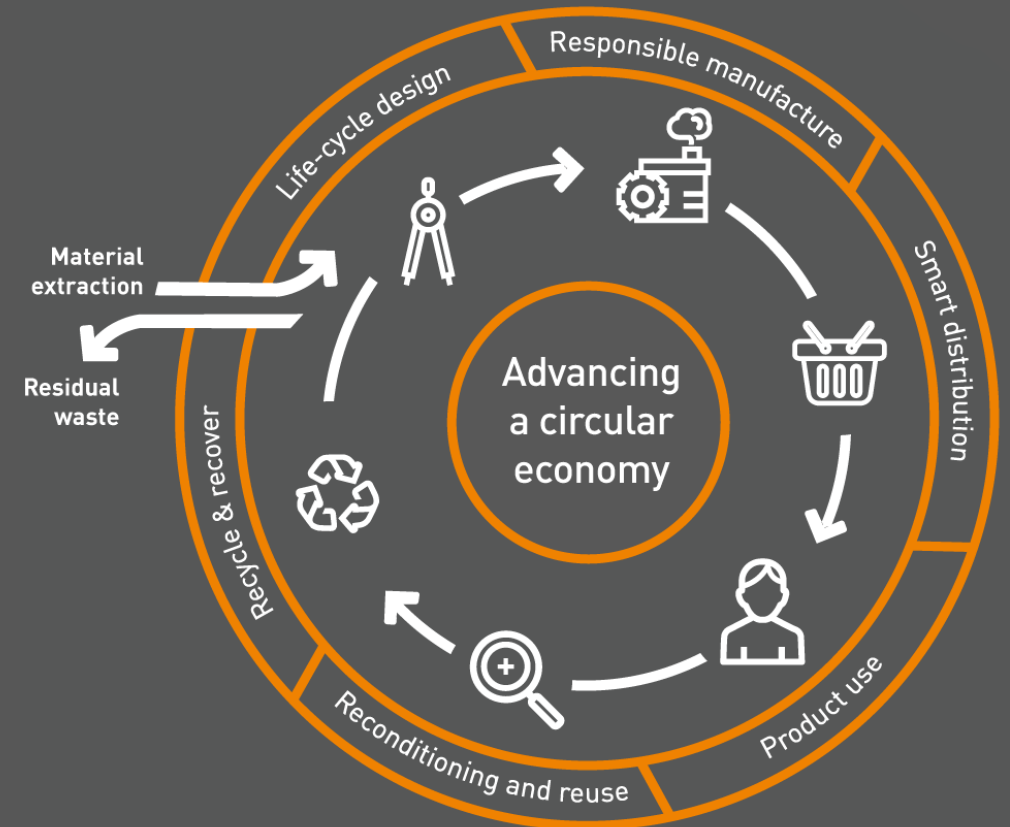 Responsible manufacture
Life-cycle design
Smart distribution
Material
extraction
Residual
waste
Advancing
a circular
economy
Recycle & recover
Product use
Reconditioning and reuse